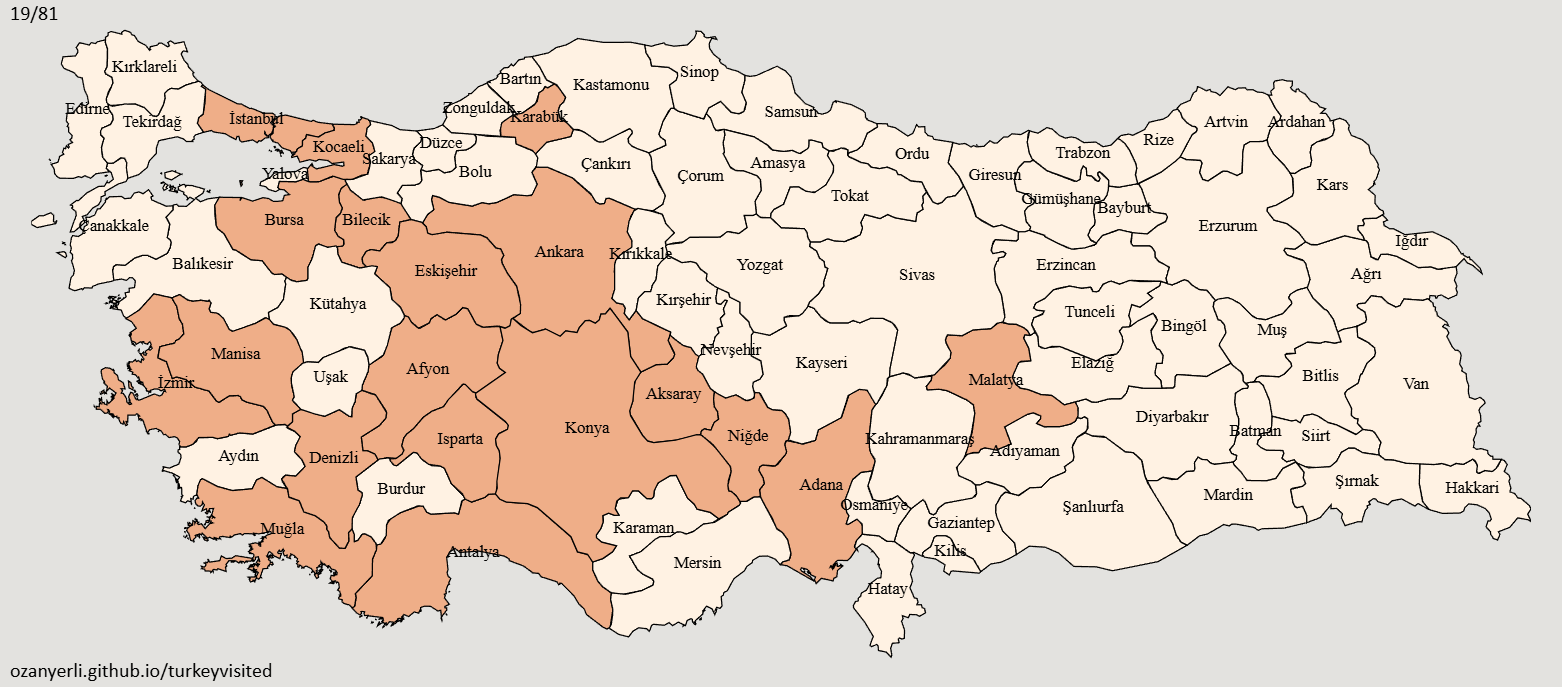 19/81
Kırklareli
Edirne
Tekirdağ
İstanbul
Kocaeli
Yalova
Sakarya
Düzce
Bolu
Zonguldak
Bartın
Karabük
Kastamonu
Sinop
Çankırı
Samsun
Çorum
Amasya
Tokat
Ordu
Giresun
Trabzon
Gümüşhane
Bayburt
Rize
Artvin
Ardahan
Kars
Iğdır
Ağrı
Erzurum
Erzincan
Çanakkale
Balıkesir
Bursa
Bilecik
Eskişehir
Ankara
Kırıkkale
Yozgat
Sivas
Kütahya
Kırşehir
Nevşehir
Kayseri
Tunceli
Bingöl
Muş
Elazığ
Bitlis
Van
Manisa
İzmir
Uşak
Afyon
Aksaray
Malatya
Konya
Isparta
Niğde
Kahramanmaraş
Adıyaman
Diyarbakır
Batman
Siirt
Aydın
Denizli
Burdur
Adana
Osmaniye
Gaziantep
Şanlıurfa
Mardin
Şırnak
Hakkari
Muğla
Antalya
Karaman
Mersin
Kilis
Hatay
ozanyerli.github.io/turkeyvisited